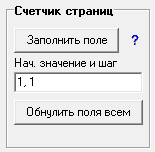 Счетчик страниц
Заполнить поле ?
Нач. значение и шаг
1,1
Обнулить поля всем